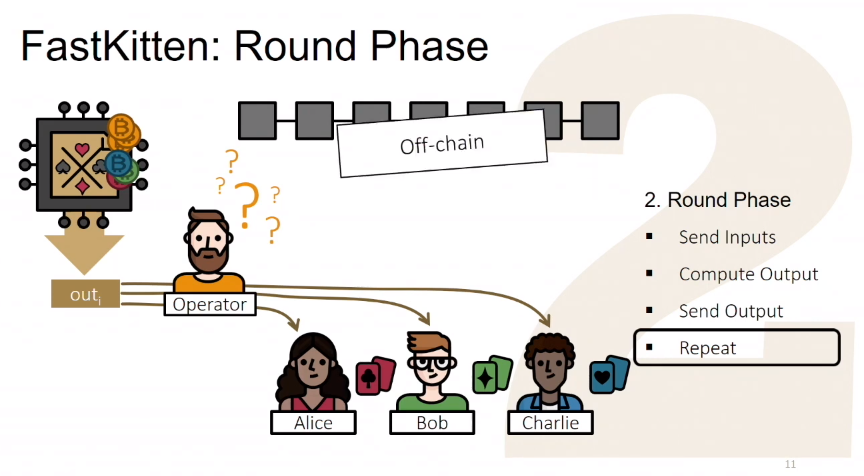 FastKitten: Round Phase
Off-chain
?
?
?
?
?
2. Round Phase
▪ Send Inputs
▪ Compute Output
▪ Send Output
▪ Repeat
out_i
Operator
Alice
Bob
Charlie
11